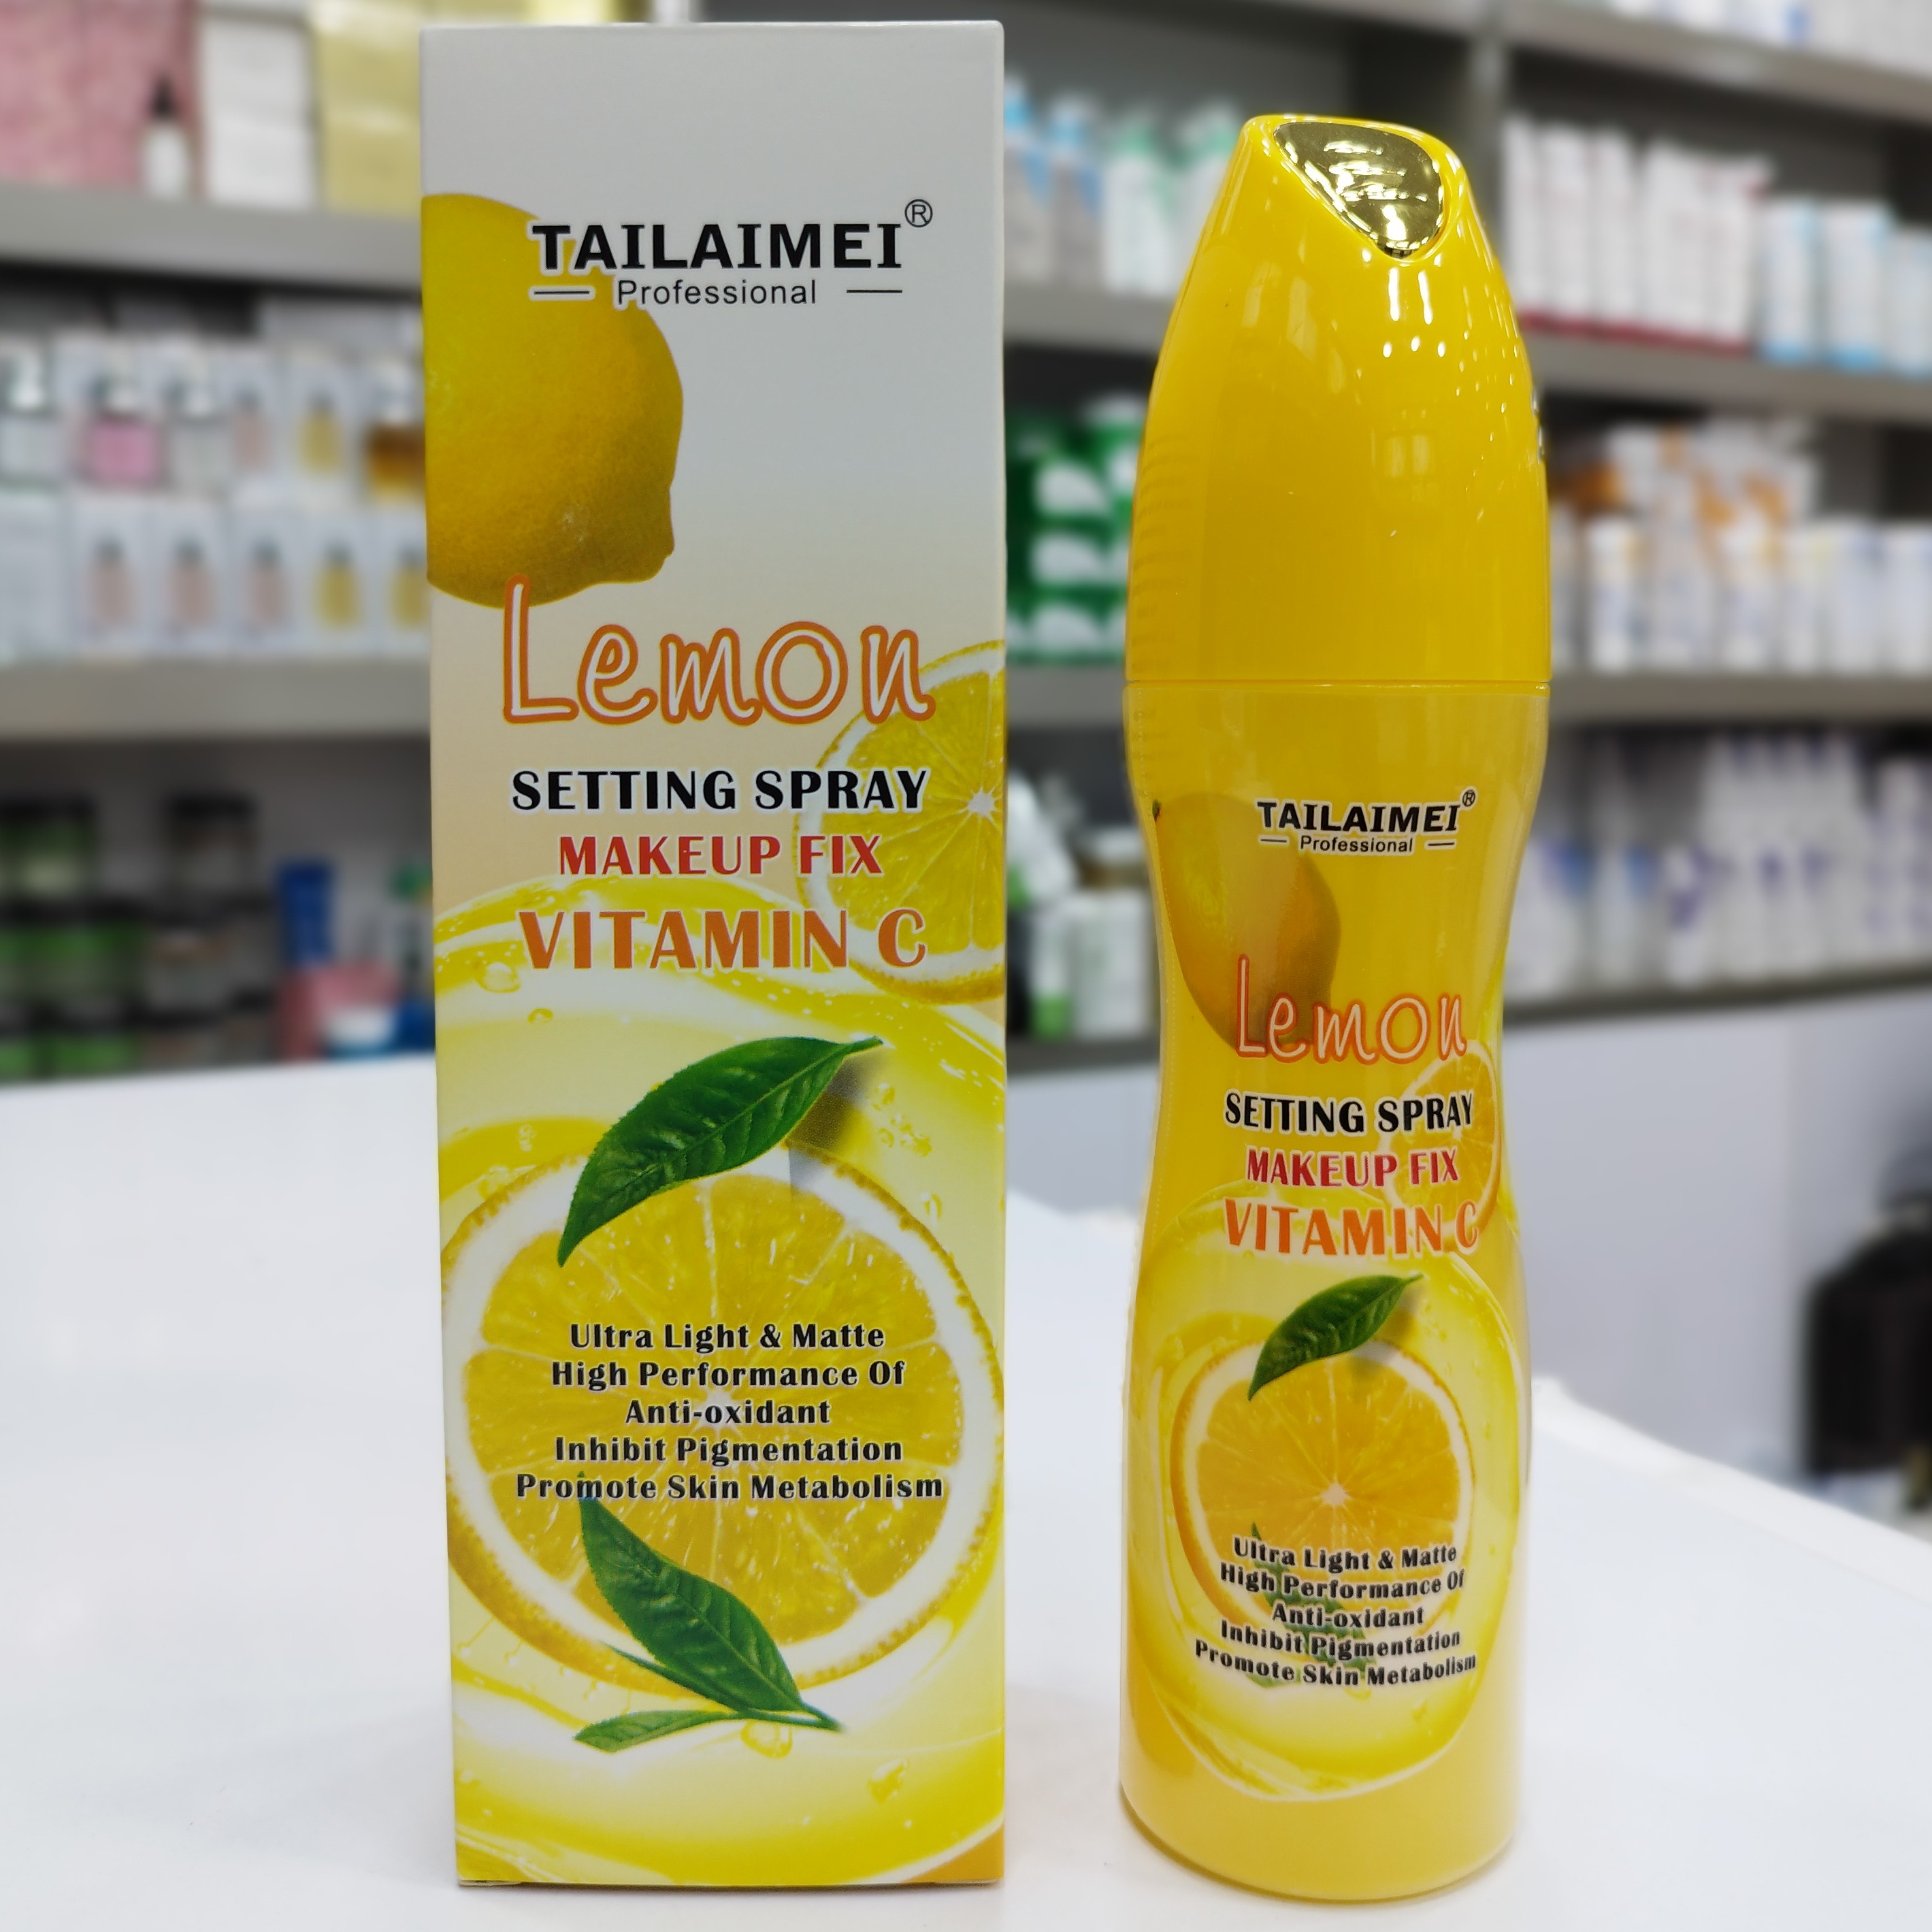 TAILAIMEI®
Professional
Lemon
SETTING SPRAY
MAKEUP FIX
VITAMIN C
Ultra Light & Matte
High Performance Of
Anti-oxidant
Inhibit Pigmentation
Promote Skin Metabolism
TAILAIMEI®
Professional
Lemon
SETTING SPRAY
MAKEUP FIX
VITAMIN C
Ultra Light & Matte
High Performance Of
Anti-oxidant
Inhibit Pigmentation
Promote Skin Metabolism